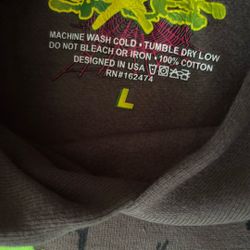 MACHINE WASH COLD • TUMBLE DRY LOW
DO NOT BLEACH OR IRON • 100% COTTON
DESIGNED IN USA
RN#162474
L